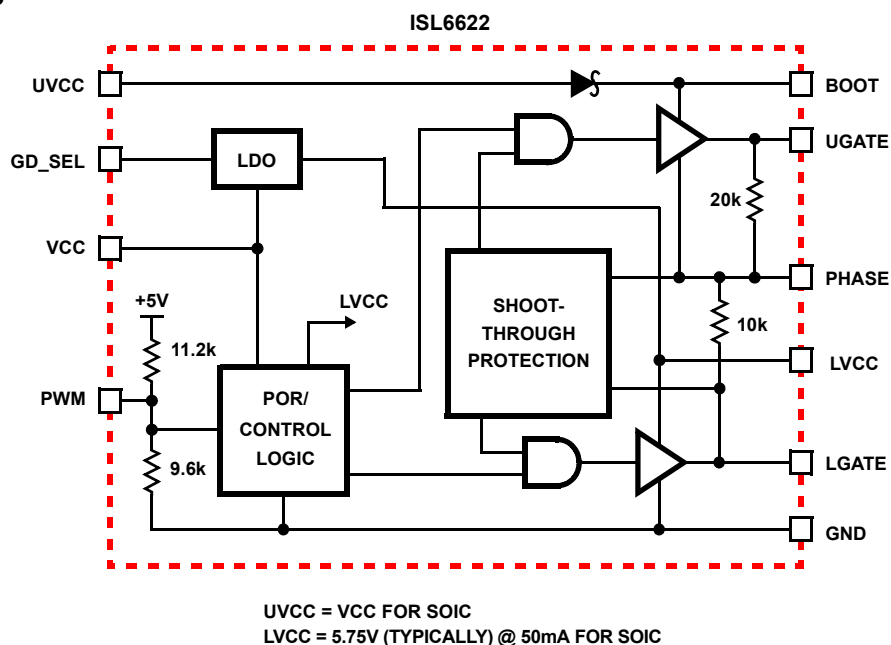 ISL6622
UVCC
BOOT
UGATE
GD_SEL
LDO
20k
VCC
PHASE
+5V
LVCC
SHOOT-
THROUGH
PROTECTION
10k
11.2k
LVCC
PWM
POR/
CONTROL
LOGIC
9.6k
LGATE
GND
UVCC = VCC FOR SOIC
LVCC = 5.75V (TYPICALLY) @ 50mA FOR SOIC